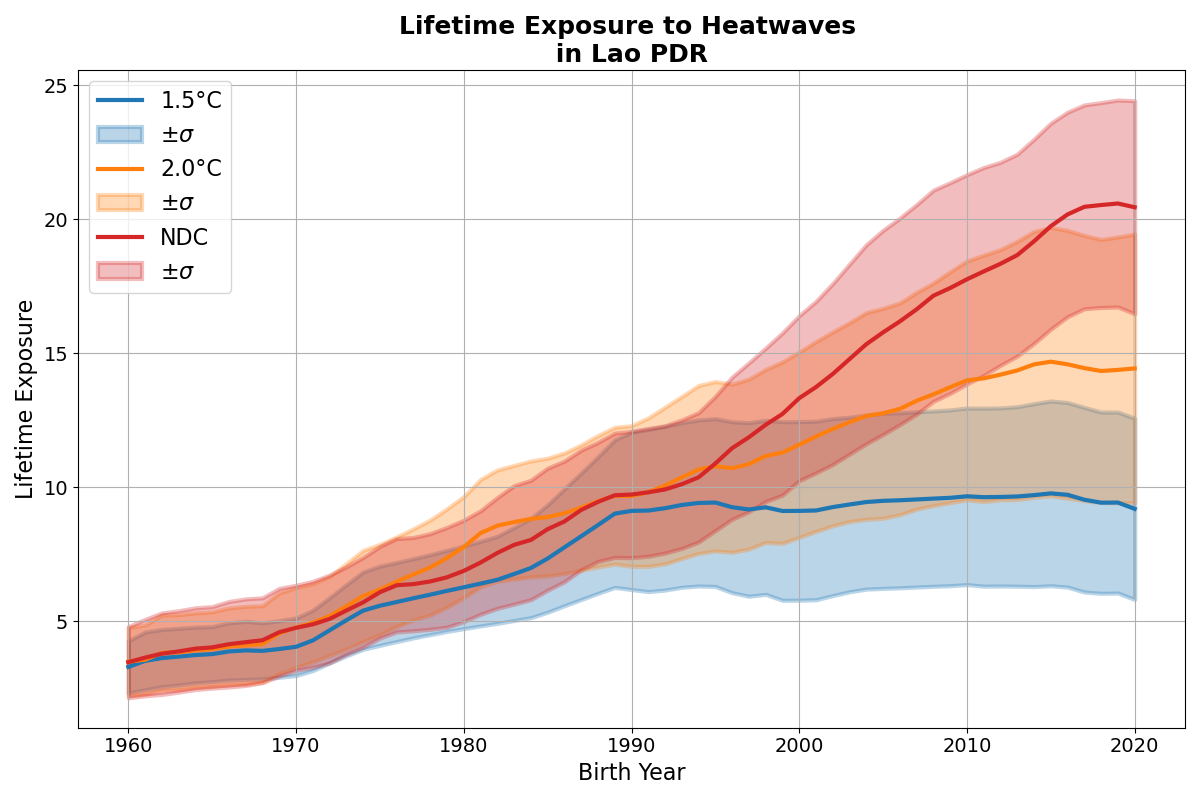 Lifetime Exposure to Heatwaves
in Lao PDR
25
20
15
10
5
Lifetime Exposure
1.5°C
±σ
2.0°C
±σ
NDC
±σ
1960 1970 1980 1990 2000 2010 2020
Birth Year